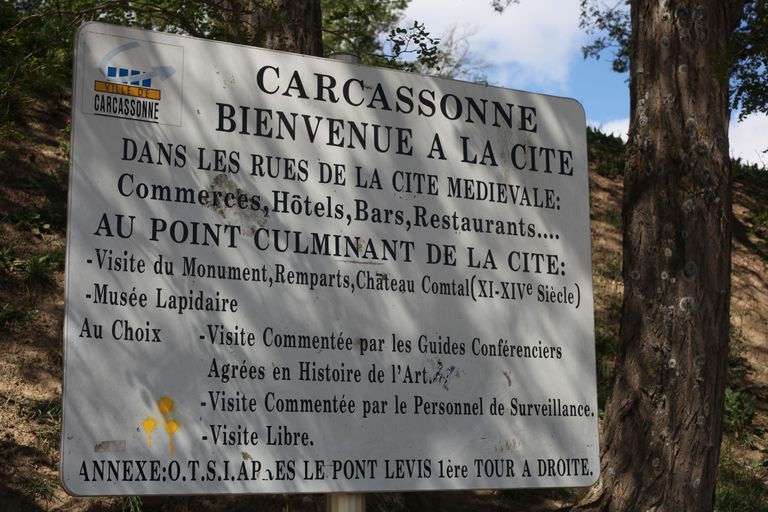 VILLE DE
CARCASSONNE
CARCASSONNE
BIENVENUE A LA CITE
DANS LES RUES DE LA CITE MEDIEVALE:
Commerces,Hôtels,Bars,Restaurants....
AU POINT CULMINANT DE LA CITE:
-Visite du Monument,Remparts,Château Comtal(XI-XIVe Siècle)
-Musée Lapidaire
Au Choix -Visite Commentée par les Guides Conférenciers
Agrées en Histoire de l'Art.
-Visite Commentée par le Personnel de Surveillance.
-Visite Libre.
ANNEXE:O.T.S.I.AP ES LE PONT LEVIS 1ère TOUR A DROITE.